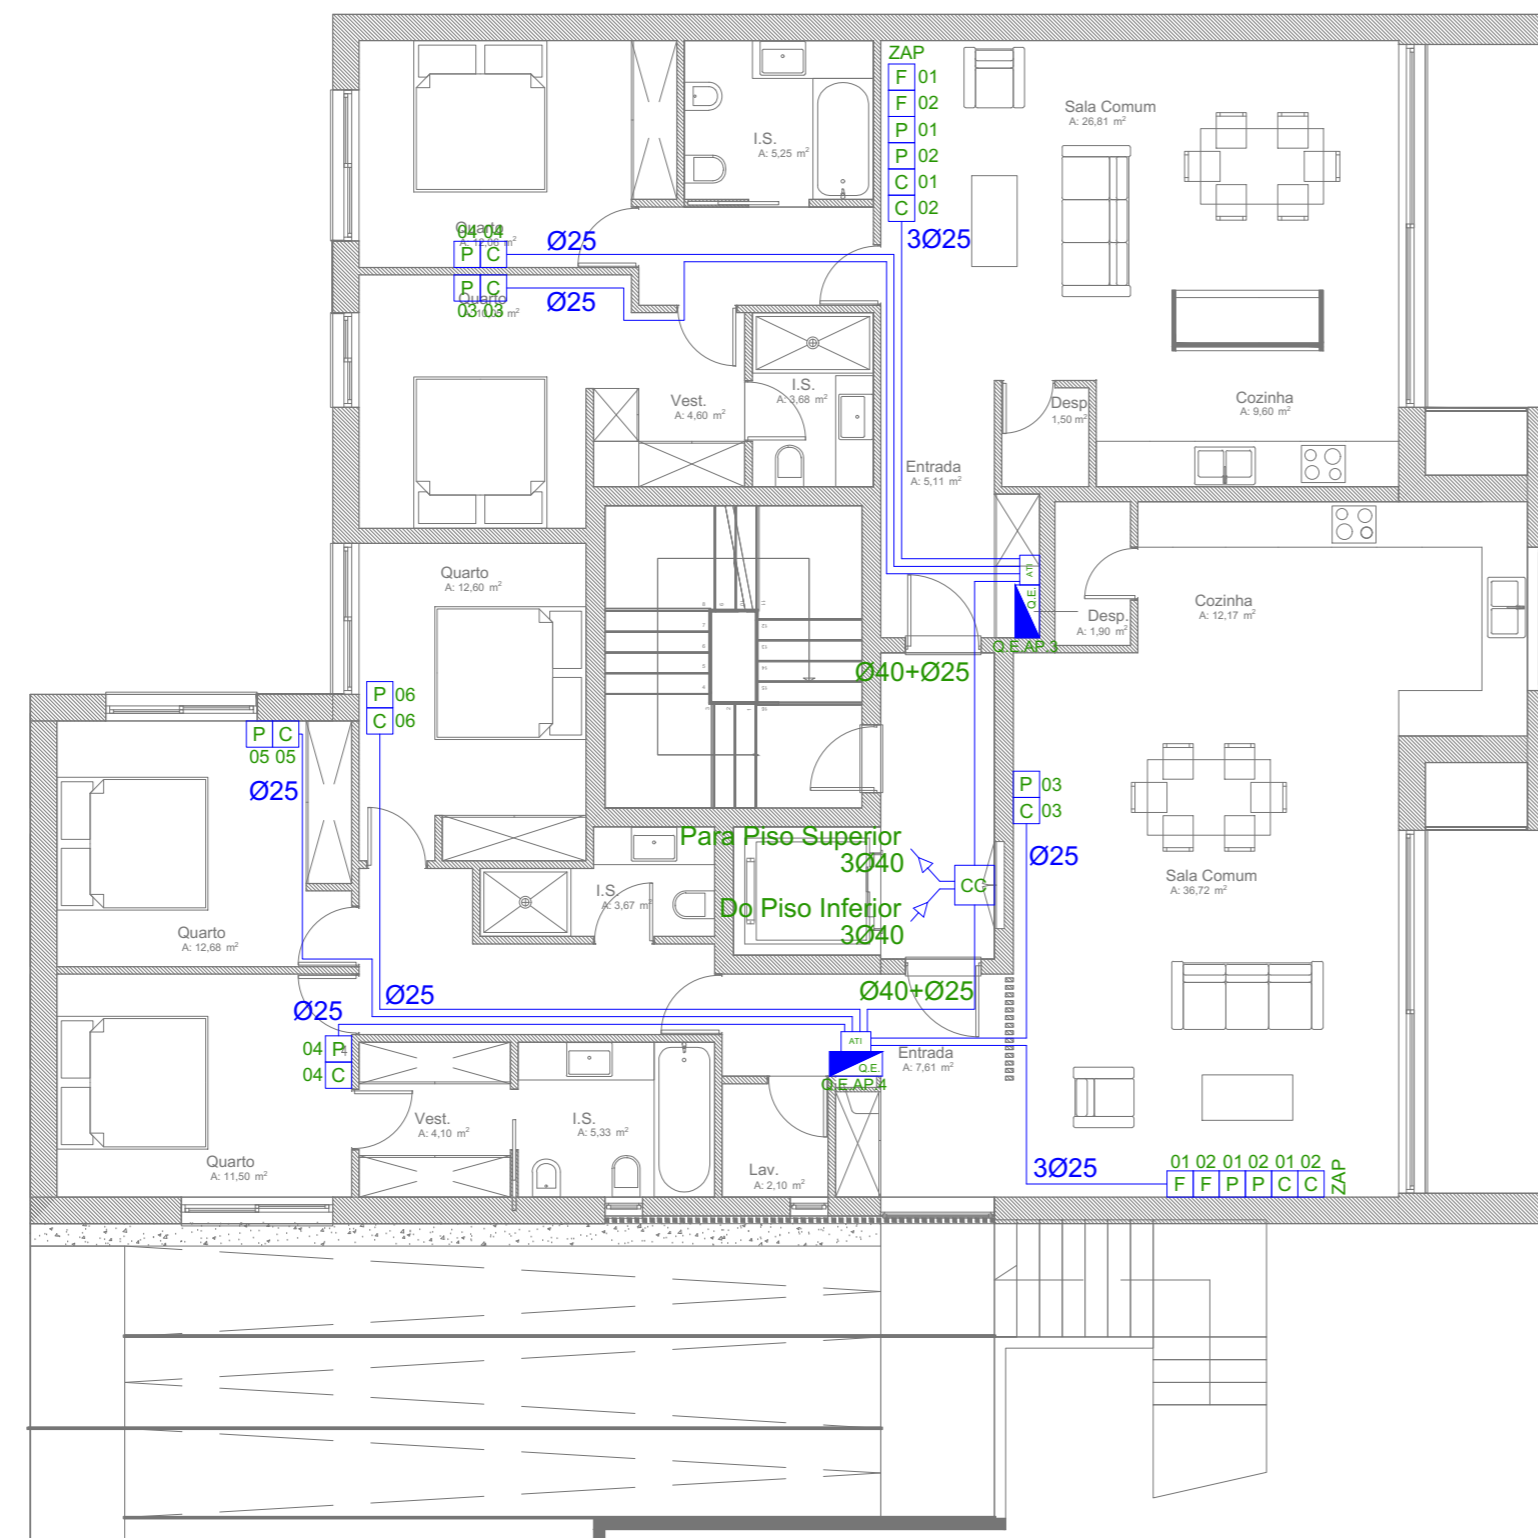 ZAP
F 01
F 02
P 01
P 02
C 01
C 02
3Ø25
Sala Comum
A: 26,81 m²
I.S.
A: 5,25 m²
Quarto
04 04
P C
Ø25
P C
Quarto
03 03
Ø25
Vest.
A: 4,60 m²
I.S.
A: 3,68 m²
Desp.
1,50 m²
Cozinha
A: 9,60 m²
Entrada
A: 5,11 m²
ATI
Q.E.
Q.E.AP.3
Desp.
A: 1,90 m²
Cozinha
A: 12,17 m²
Quarto
A: 12,60 m²
Ø40+Ø25
P 06
C 06
P C
05 05
Ø25
P 03
C 03
Ø25
Para Piso Superior
3Ø40
CC
Do Piso Inferior
3Ø40
Sala Comum
A: 36,72 m²
I.S.
A: 3,67 m²
Quarto
A: 12,68 m²
Ø25
Ø25
Ø40+Ø25
04 P
04 C
ATI
Q.E.
Q.E.AP.4
Entrada
A: 7,61 m²
Vest.
A: 4,10 m²
I.S.
A: 5,33 m²
Quarto
A: 11,50 m²
Lav.
A: 2,10 m²
3Ø25
01 02 01 02 01 02
F F P P C C
ZAP